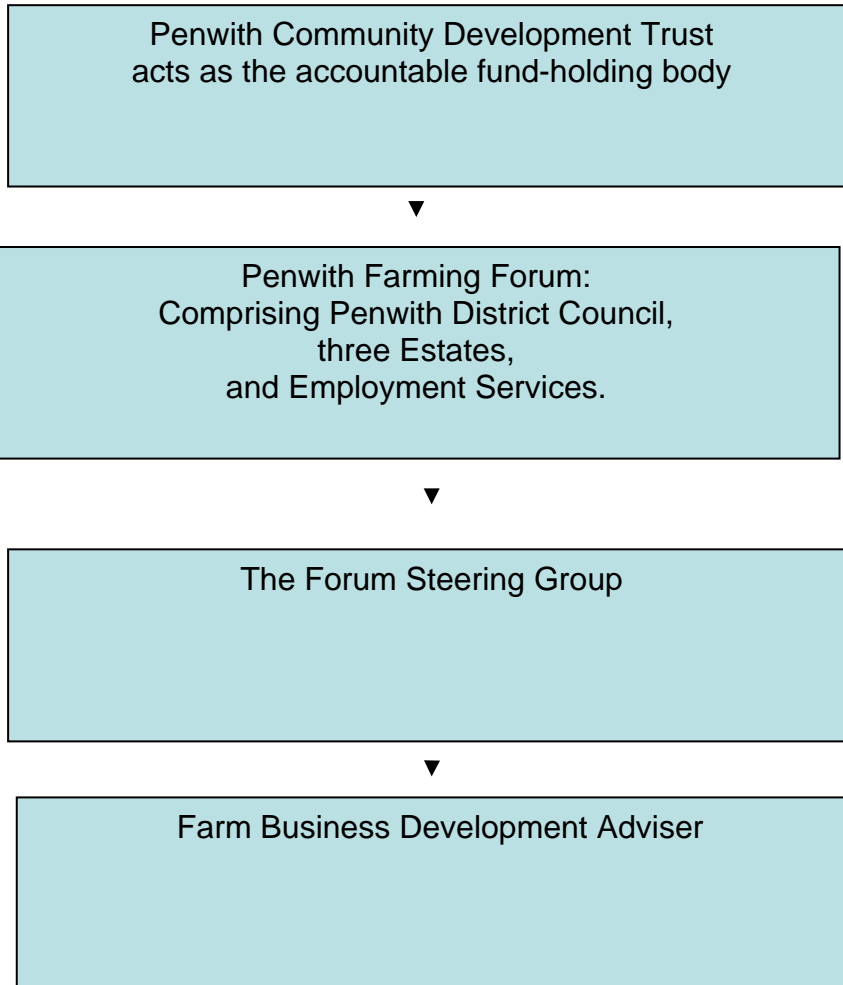 Penwith Community Development Trust
acts as the accountable fund-holding body
Penwith Farming Forum:
Comprising Penwith District Council,
three Estates,
and Employment Services.
The Forum Steering Group
Farm Business Development Adviser